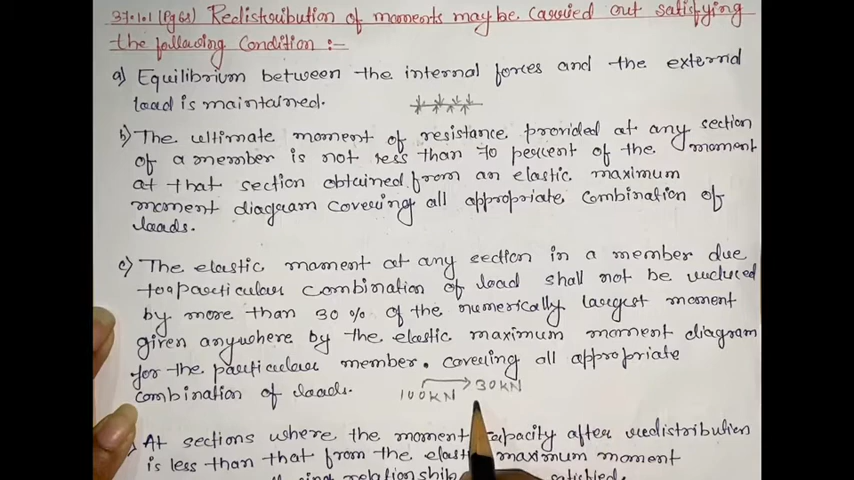 37.1.1 (Pg 68) Redistribution of moments may be carried out satisfying
the following Condition :-
a) Equilibrium between the internal forces and the external
load is maintained.
b) The ultimate moment of resistance provided at any section
of a member is not less than 70 percent of the moment
at that section obtained from an elastic maximum
moment diagram covering all appropriate combination of
loads.
c) The elastic moment at any section in a member due
to a particular combination of load shall not be reduced
by more than 30 % of the numerically largest moment
given anywhere by the elastic maximum moment diagram
for the particular member. covering all appropriate
combination of loads.
100KN → 30KN
At sections where the moment capacity after redistribution
is less than that from the elastic maximum moment
relationship satisfied.